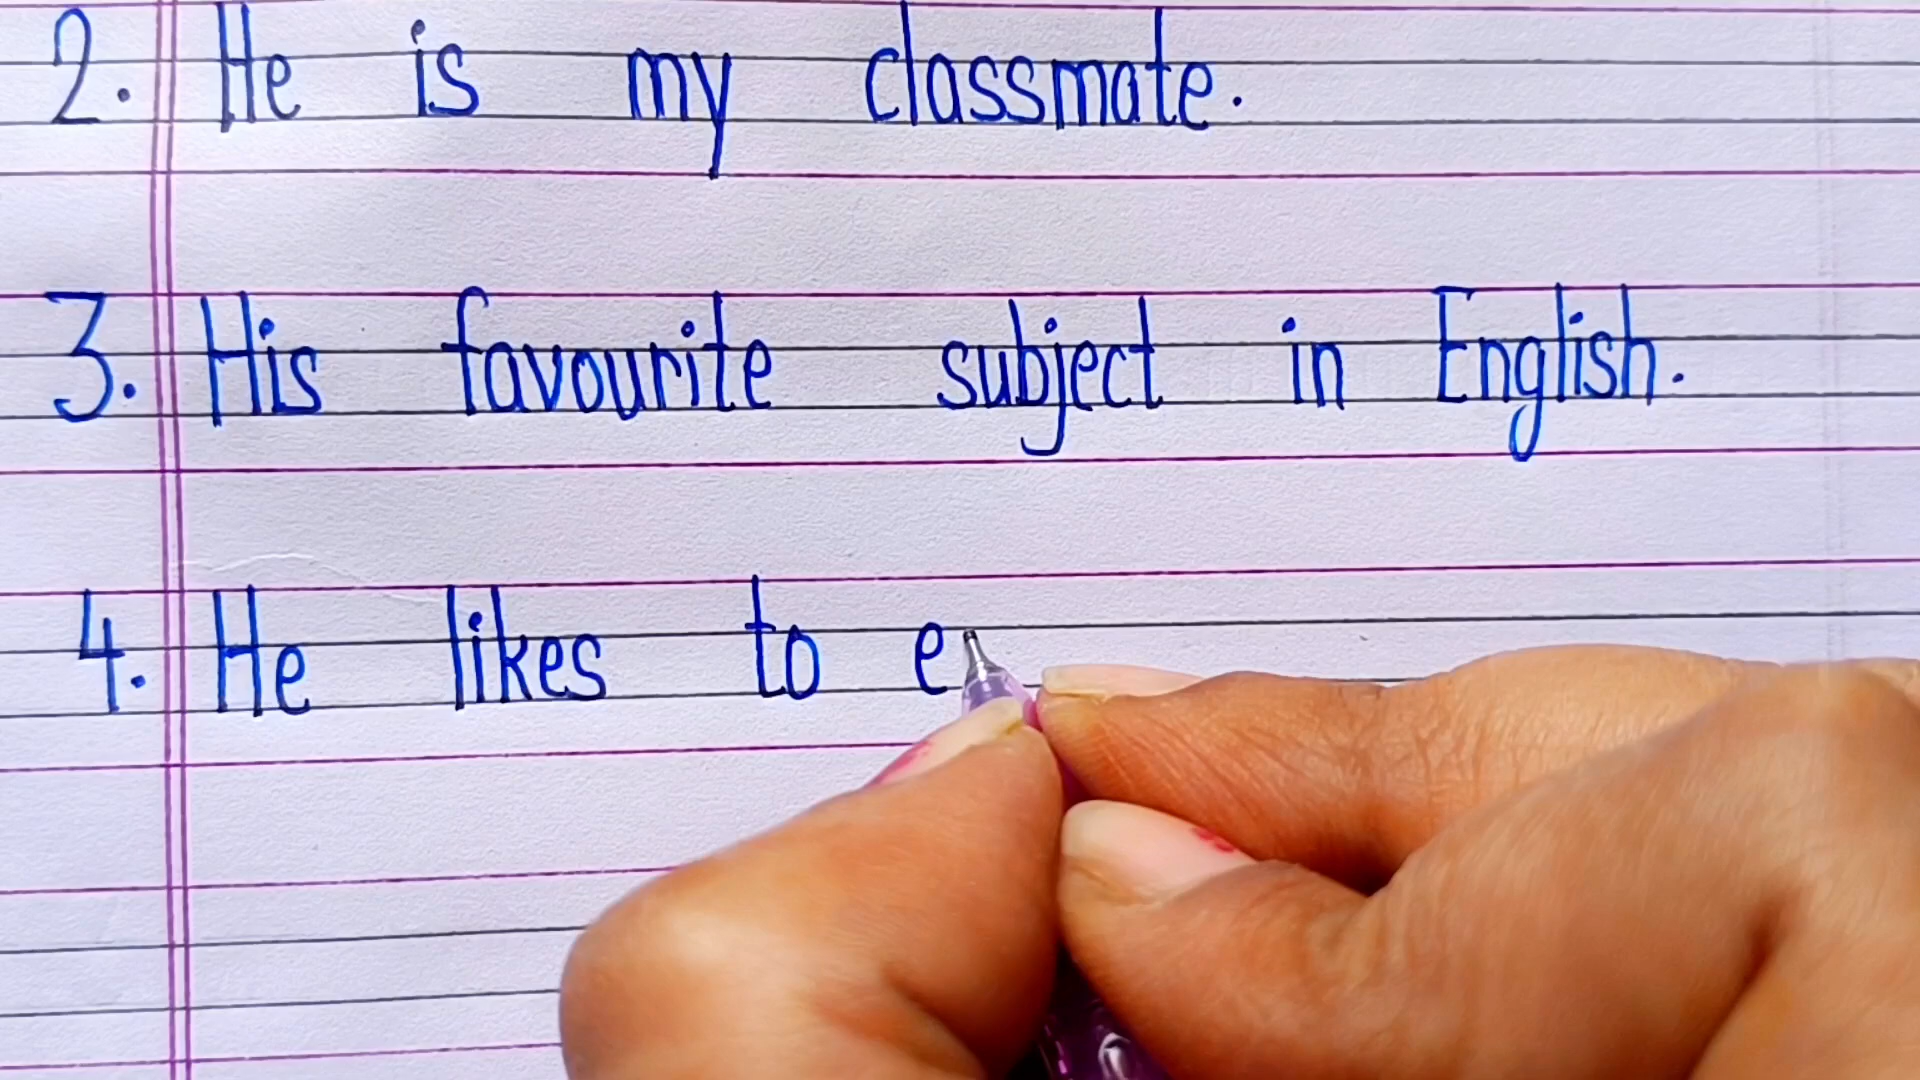 2. He is my classmate.
3. His favourite subject in English.
4. He likes to e